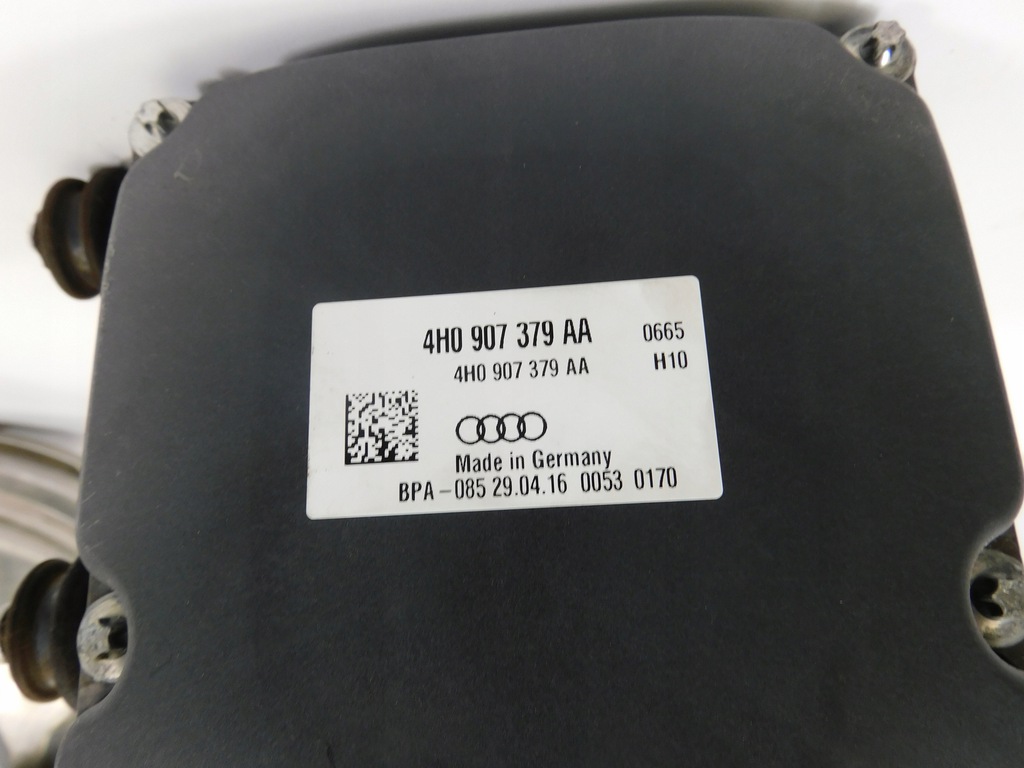 4H0 907 379 AA 0665
4H0 907 379 AA H10
Made in Germany
BPA-085 29.04.16 0053 0170